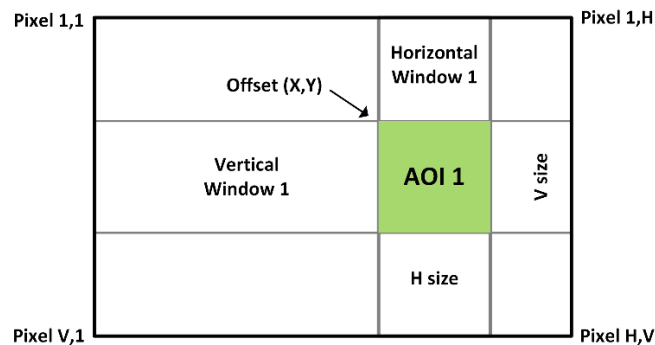 Pixel 1,1
Pixel 1,H
Horizontal
Window 1
Offset (X,Y)
Vertical
Window 1
AOI 1
V size
H size
Pixel V,1
Pixel H,V